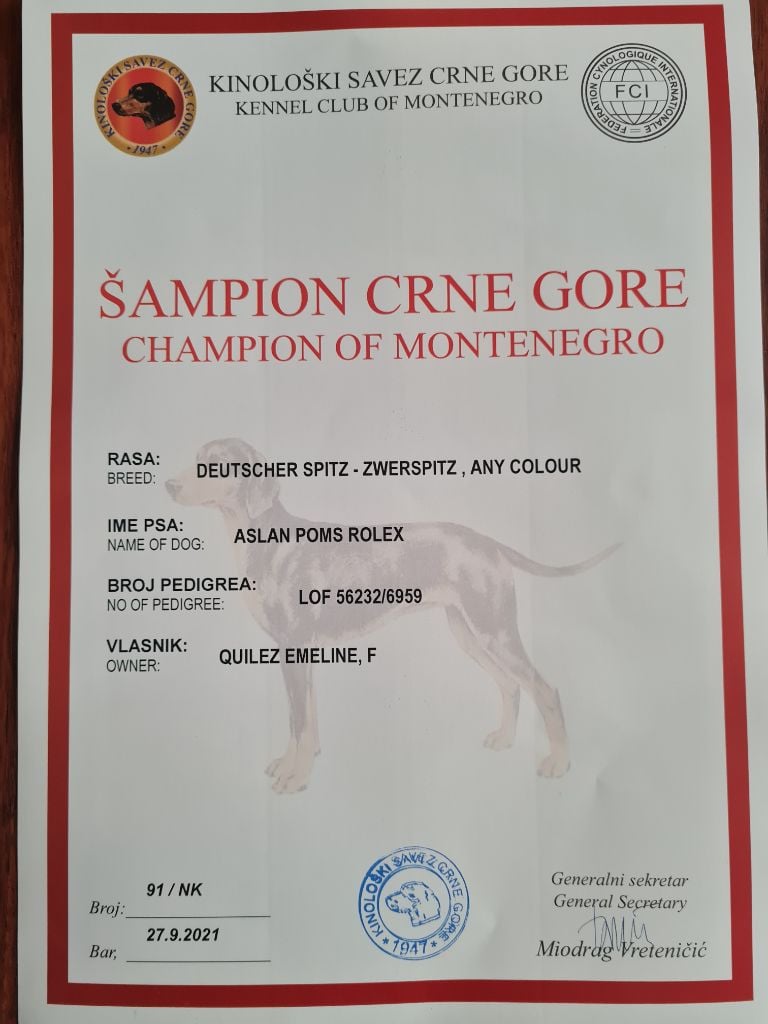 KINOLOŠKI SAVEZ CRNE GORE
1947
KINOLOŠKI SAVEZ CRNE GORE
KENNEL CLUB OF MONTENEGRO
FEDERATION CYNOLOGIQUE INTERNATIONALE
FCI
ŠAMPION CRNE GORE
CHAMPION OF MONTENEGRO
RASA:
BREED:
DEUTSCHER SPITZ - ZWERSPITZ , ANY COLOUR
IME PSA:
NAME OF DOG:
ASLAN POMS ROLEX
BROJ PEDIGREA:
NO OF PEDIGREE:
LOF 56232/6959
VLASNIK:
OWNER:
QUILEZ EMELINE, F
Broj: 91 / NK
Bar, 27.9.2021
KINOLOŠKI SAVEZ CRNE GORE
1947
Generalni sekretar
General Secretary
Miodrag Vreteničić